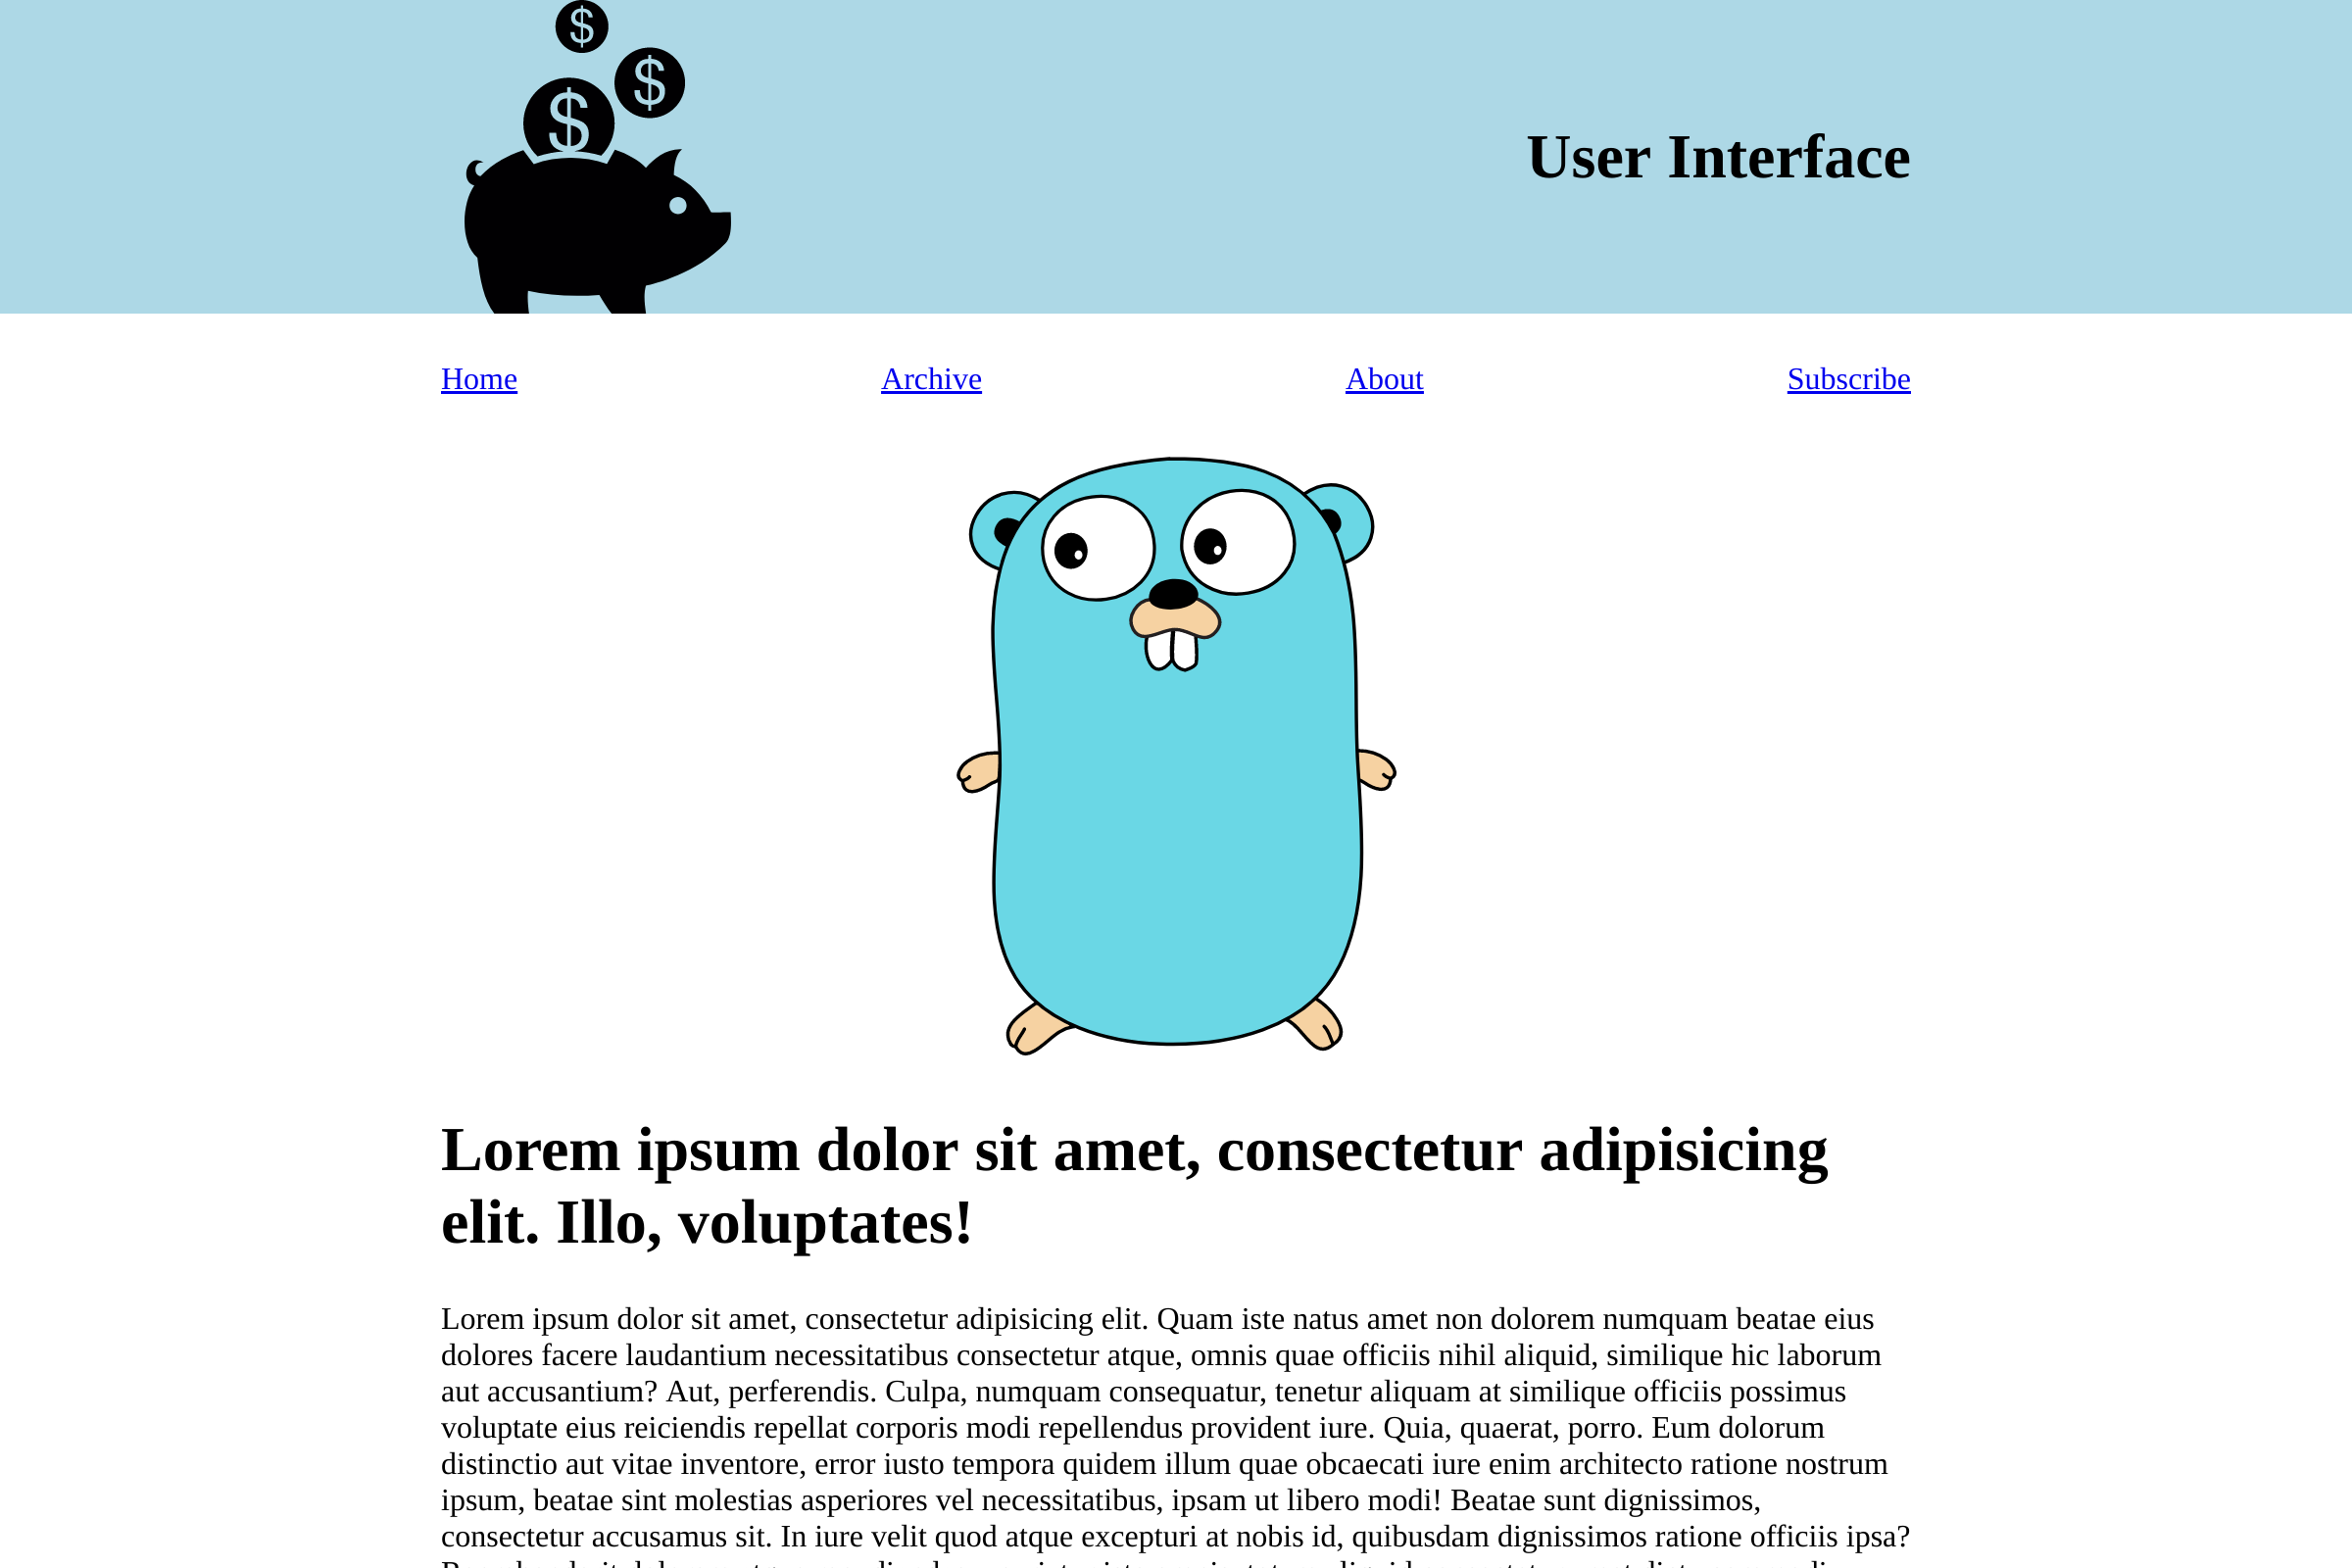 $
$
$
User Interface
Home Archive About Subscribe
Lorem ipsum dolor sit amet, consectetur adipisicing
elit. Illo, voluptates!
Lorem ipsum dolor sit amet, consectetur adipisicing elit. Quam iste natus amet non dolorem numquam beatae eius
dolores facere laudantium necessitatibus consectetur atque, omnis quae officiis nihil aliquid, similique hic laborum
aut accusantium? Aut, perferendis. Culpa, numquam consequatur, tenetur aliquam at similique officiis possimus
voluptate eius reiciendis repellat corporis modi repellendus provident iure. Quia, quaerat, porro. Eum dolorum
distinctio aut vitae inventore, error iusto tempora quidem illum quae obcaecati iure enim architecto ratione nostrum
ipsum, beatae sint molestias asperiores vel necessitatibus, ipsam ut libero modi! Beatae sunt dignissimos,
consectetur accusamus sit. In iure velit quod atque excepturi at nobis id, quibusdam dignissimos ratione officiis ipsa?